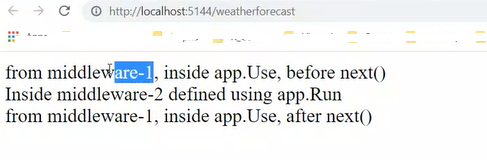 http://localhost:5144/weatherforecast
from middleware-1, inside app.Use, before next()
Inside middleware-2 defined using app.Run
from middleware-1, inside app.Use, after next()